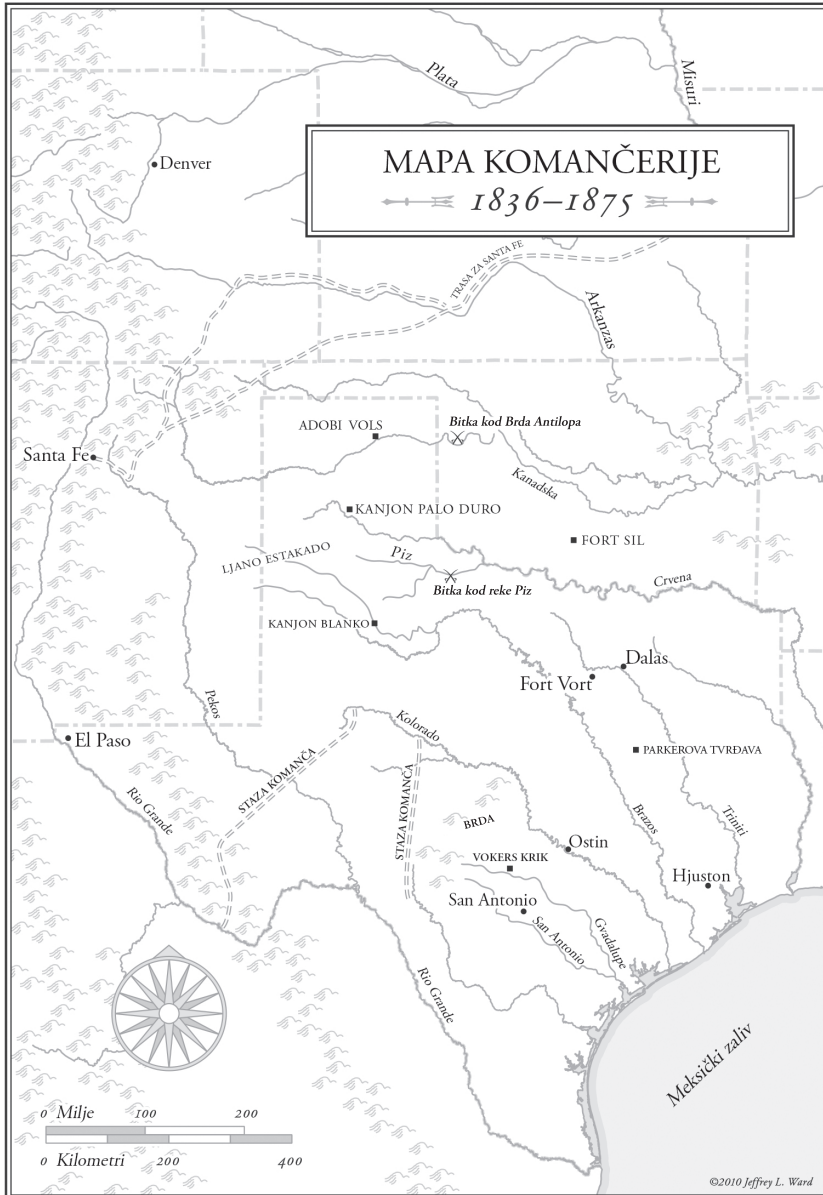 Plata
Misuri
Denver
MAPA KOMANČERIJE
1836–1875
TRASA ZA SANTA FE
Arkanzas
ADOBI VOLS
Bitka kod Brda Antilopa
Santa Fe
Kanadska
KANJON PALO DURO
FORT SIL
LJANO ESTAKADO
Piz
Crvena
Bitka kod reke Piz
KANJON BLANKO
Dalas
Fort Vort
Pekos
Kolorado
El Paso
PARKEROVA TVRĐAVA
STAZA KOMANČA
STAZA KOMANČA
Rio Grande
BRDA
Brazos
Triniti
Ostin
VOKERS KRIK
Hjuston
San Antonio
San Antonio
Gvadalupe
Rio Grande
Meksički zaliv
0 Milje 100 200
0 Kilometri 200 400
©2010 Jeffrey L. Ward